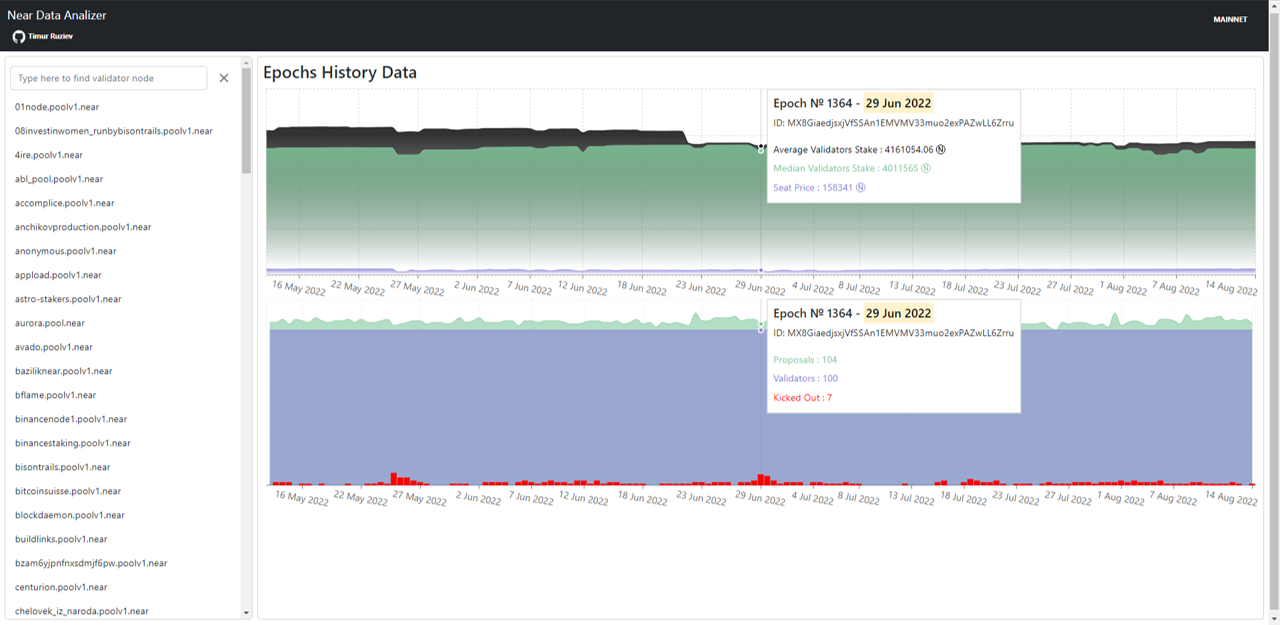 Near Data Analizer
Timur Ruziev
MAINNET
Type here to find validator node
01node.poolv1.near
08investinwomen_runbybisontrails.poolv1.near
4ire.poolv1.near
abl_pool.poolv1.near
accomplice.poolv1.near
anchikovproduction.poolv1.near
anonymous.poolv1.near
appload.poolv1.near
astro-stakers.poolv1.near
aurora.pool.near
avado.poolv1.near
baziliknear.poolv1.near
bflame.poolv1.near
binancenode1.poolv1.near
binancestaking.poolv1.near
bisontrails.poolv1.near
bitcoinsuisse.poolv1.near
blockdaemon.poolv1.near
buildlinks.poolv1.near
bzam6yjpnfnxsdmjf6pw.poolv1.near
centurion.poolv1.near
chelovek_iz_naroda.poolv1.near
Epochs History Data
Epoch № 1364 - 29 Jun 2022
ID: MX8GiaedjsxjVfSSAn1EMVMV33muo2exPAZwLL6Zrru
Average Validators Stake : 4161054.06 Ⓝ
Median Validators Stake : 4011565 Ⓝ
Seat Price : 158341 Ⓝ
16 May 2022 22 May 2022 27 May 2022 2 Jun 2022 7 Jun 2022 12 Jun 2022 18 Jun 2022 23 Jun 2022 29 Jun 2022 4 Jul 2022 8 Jul 2022 13 Jul 2022 18 Jul 2022 23 Jul 2022 27 Jul 2022 1 Aug 2022 7 Aug 2022 14 Aug 2022
Epoch № 1364 - 29 Jun 2022
ID: MX8GiaedjsxjVfSSAn1EMVMV33muo2exPAZwLL6Zrru
Proposals : 104
Validators : 100
Kicked Out : 7
16 May 2022 22 May 2022 27 May 2022 2 Jun 2022 7 Jun 2022 12 Jun 2022 18 Jun 2022 23 Jun 2022 29 Jun 2022 4 Jul 2022 8 Jul 2022 13 Jul 2022 18 Jul 2022 23 Jul 2022 27 Jul 2022 1 Aug 2022 7 Aug 2022 14 Aug 2022